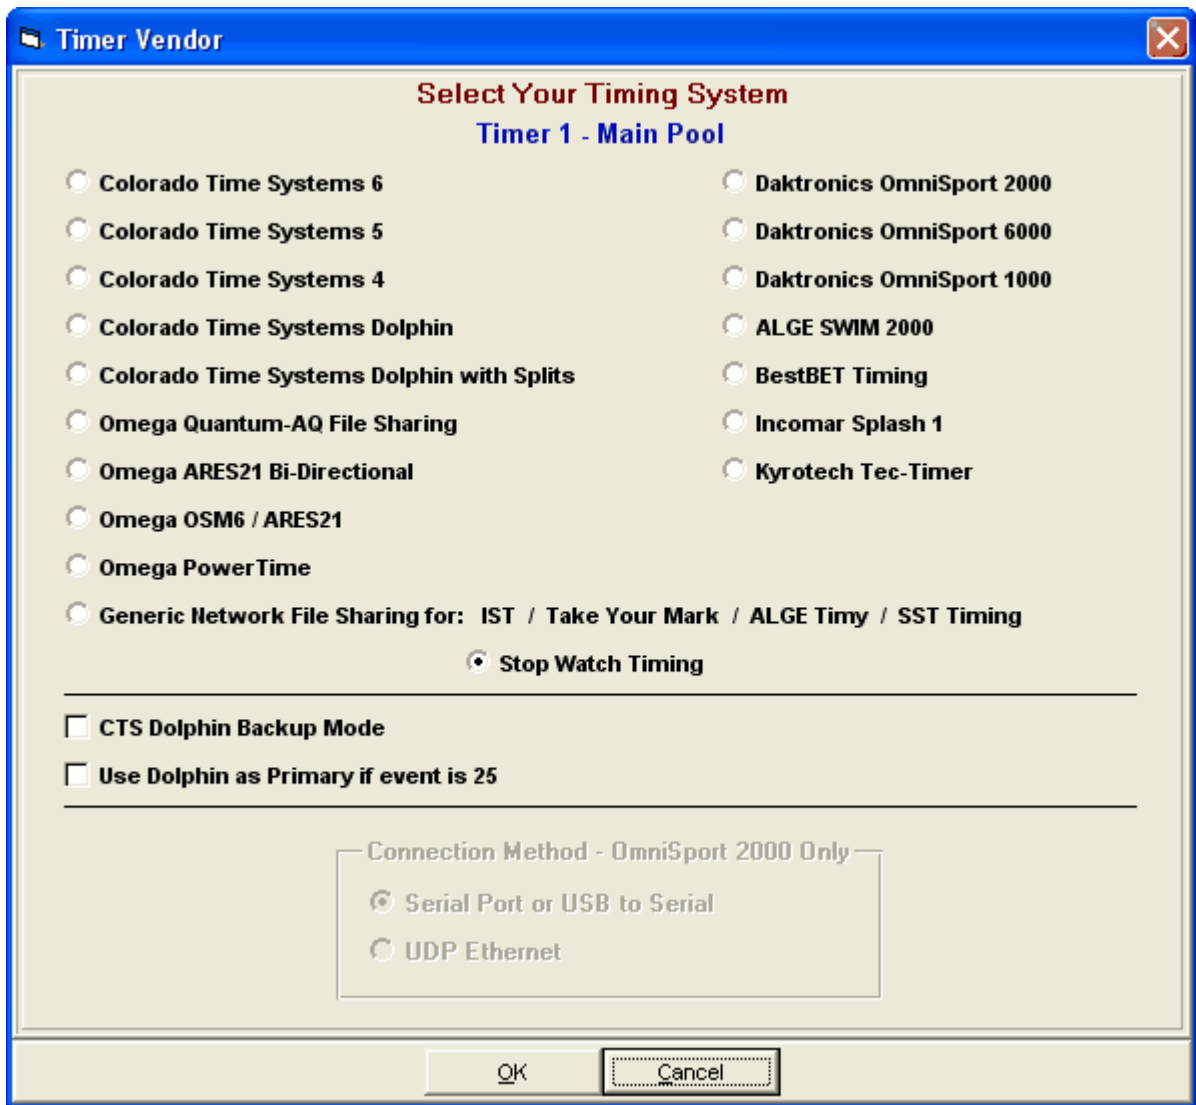 Timer Vendor
Select Your Timing System
Timer 1 - Main Pool
Colorado Time Systems 6
Colorado Time Systems 5
Colorado Time Systems 4
Colorado Time Systems Dolphin
Colorado Time Systems Dolphin with Splits
Omega Quantum-AQ File Sharing
Omega ARES21 Bi-Directional
Omega OSM6 / ARES21
Omega PowerTime
Daktronics OmniSport 2000
Daktronics OmniSport 6000
Daktronics OmniSport 1000
ALGE SWIM 2000
BestBET Timing
Incomar Splash 1
Kyrotech Tec-Timer
Generic Network File Sharing for: IST / Take Your Mark / ALGE Timy / SST Timing
Stop Watch Timing
CTS Dolphin Backup Mode
Use Dolphin as Primary if event is 25
Connection Method - OmniSport 2000 Only
Serial Port or USB to Serial
UDP Ethernet
OK
Cancel